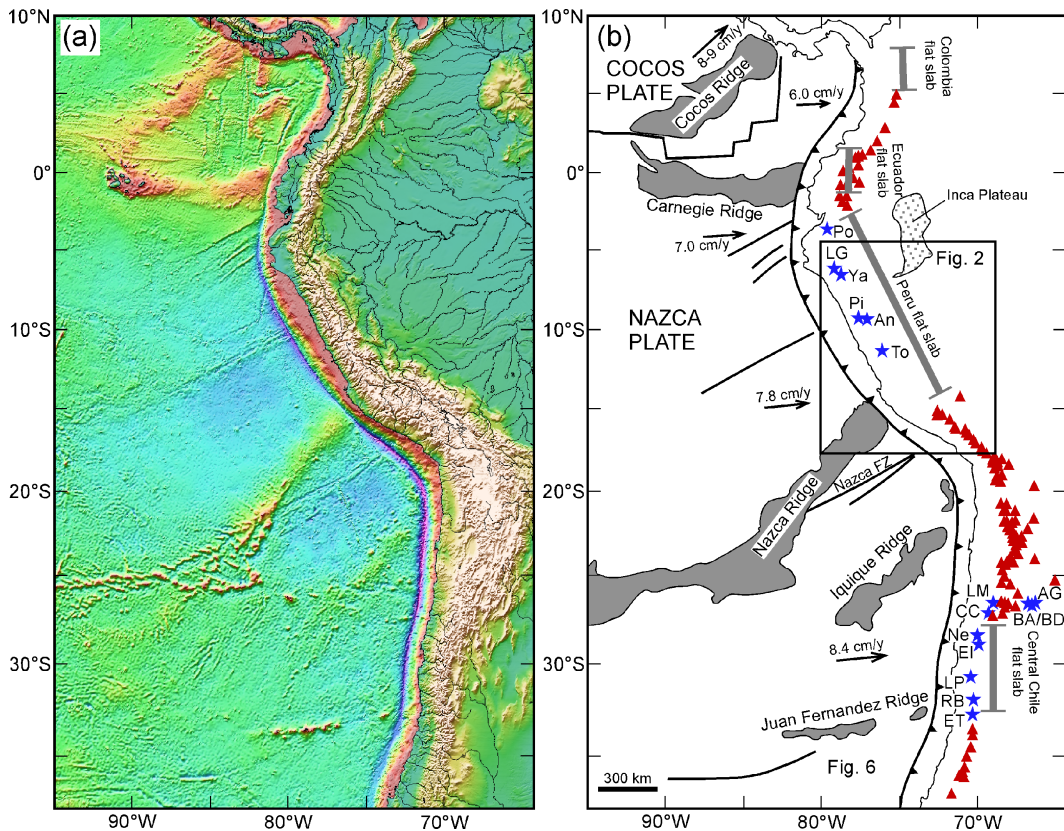 (a)
10°N
0°
10°S
20°S
30°S
90°W
80°W
70°W
(b)
10°N
0°
10°S
20°S
30°S
90°W
80°W
70°W
8-9 cm/y
COCOS
PLATE
Cocos Ridge
6.0 cm/y
Colombia
flat slab
Ecuador
flat slab
Carnegie Ridge
7.0 cm/y
Inca Plateau
Po
LG
Ya
Fig. 2
Pi
An
To
Peru flat slab
NAZCA
PLATE
7.8 cm/y
Nazca FZ
Nazca Ridge
Iquique Ridge
LM
AG
CC
BA/BD
Ne
EI
8.4 cm/y
Central Chile
flat slab
LP
RB
ET
Juan Fernandez Ridge
Fig. 6
300 km